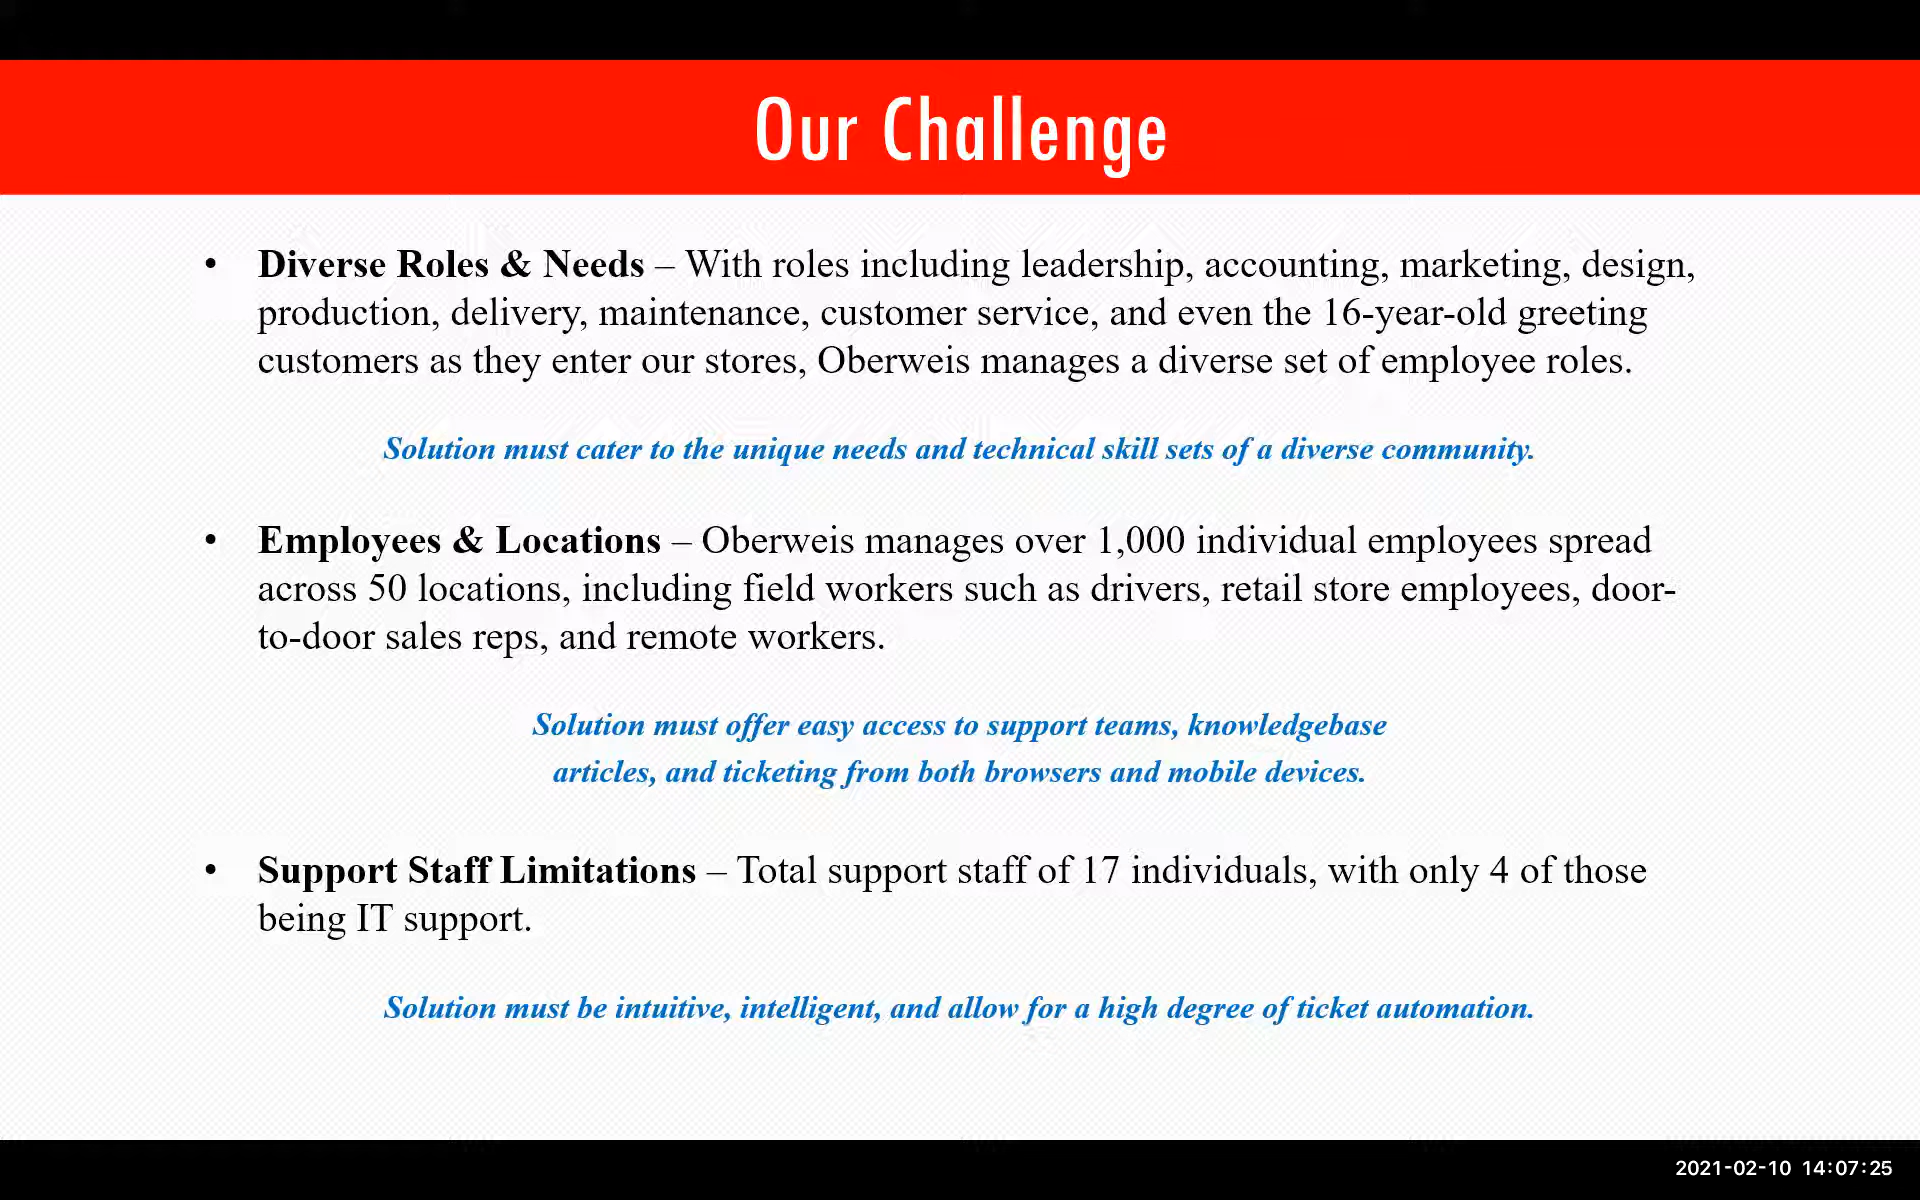 Our Challenge
• Diverse Roles & Needs – With roles including leadership, accounting, marketing, design,
production, delivery, maintenance, customer service, and even the 16-year-old greeting
customers as they enter our stores, Oberweis manages a diverse set of employee roles.
Solution must cater to the unique needs and technical skill sets of a diverse community.
• Employees & Locations – Oberweis manages over 1,000 individual employees spread
across 50 locations, including field workers such as drivers, retail store employees, door-
to-door sales reps, and remote workers.
Solution must offer easy access to support teams, knowledgebase
articles, and ticketing from both browsers and mobile devices.
• Support Staff Limitations – Total support staff of 17 individuals, with only 4 of those
being IT support.
Solution must be intuitive, intelligent, and allow for a high degree of ticket automation.
2021-02-10 14:07:25